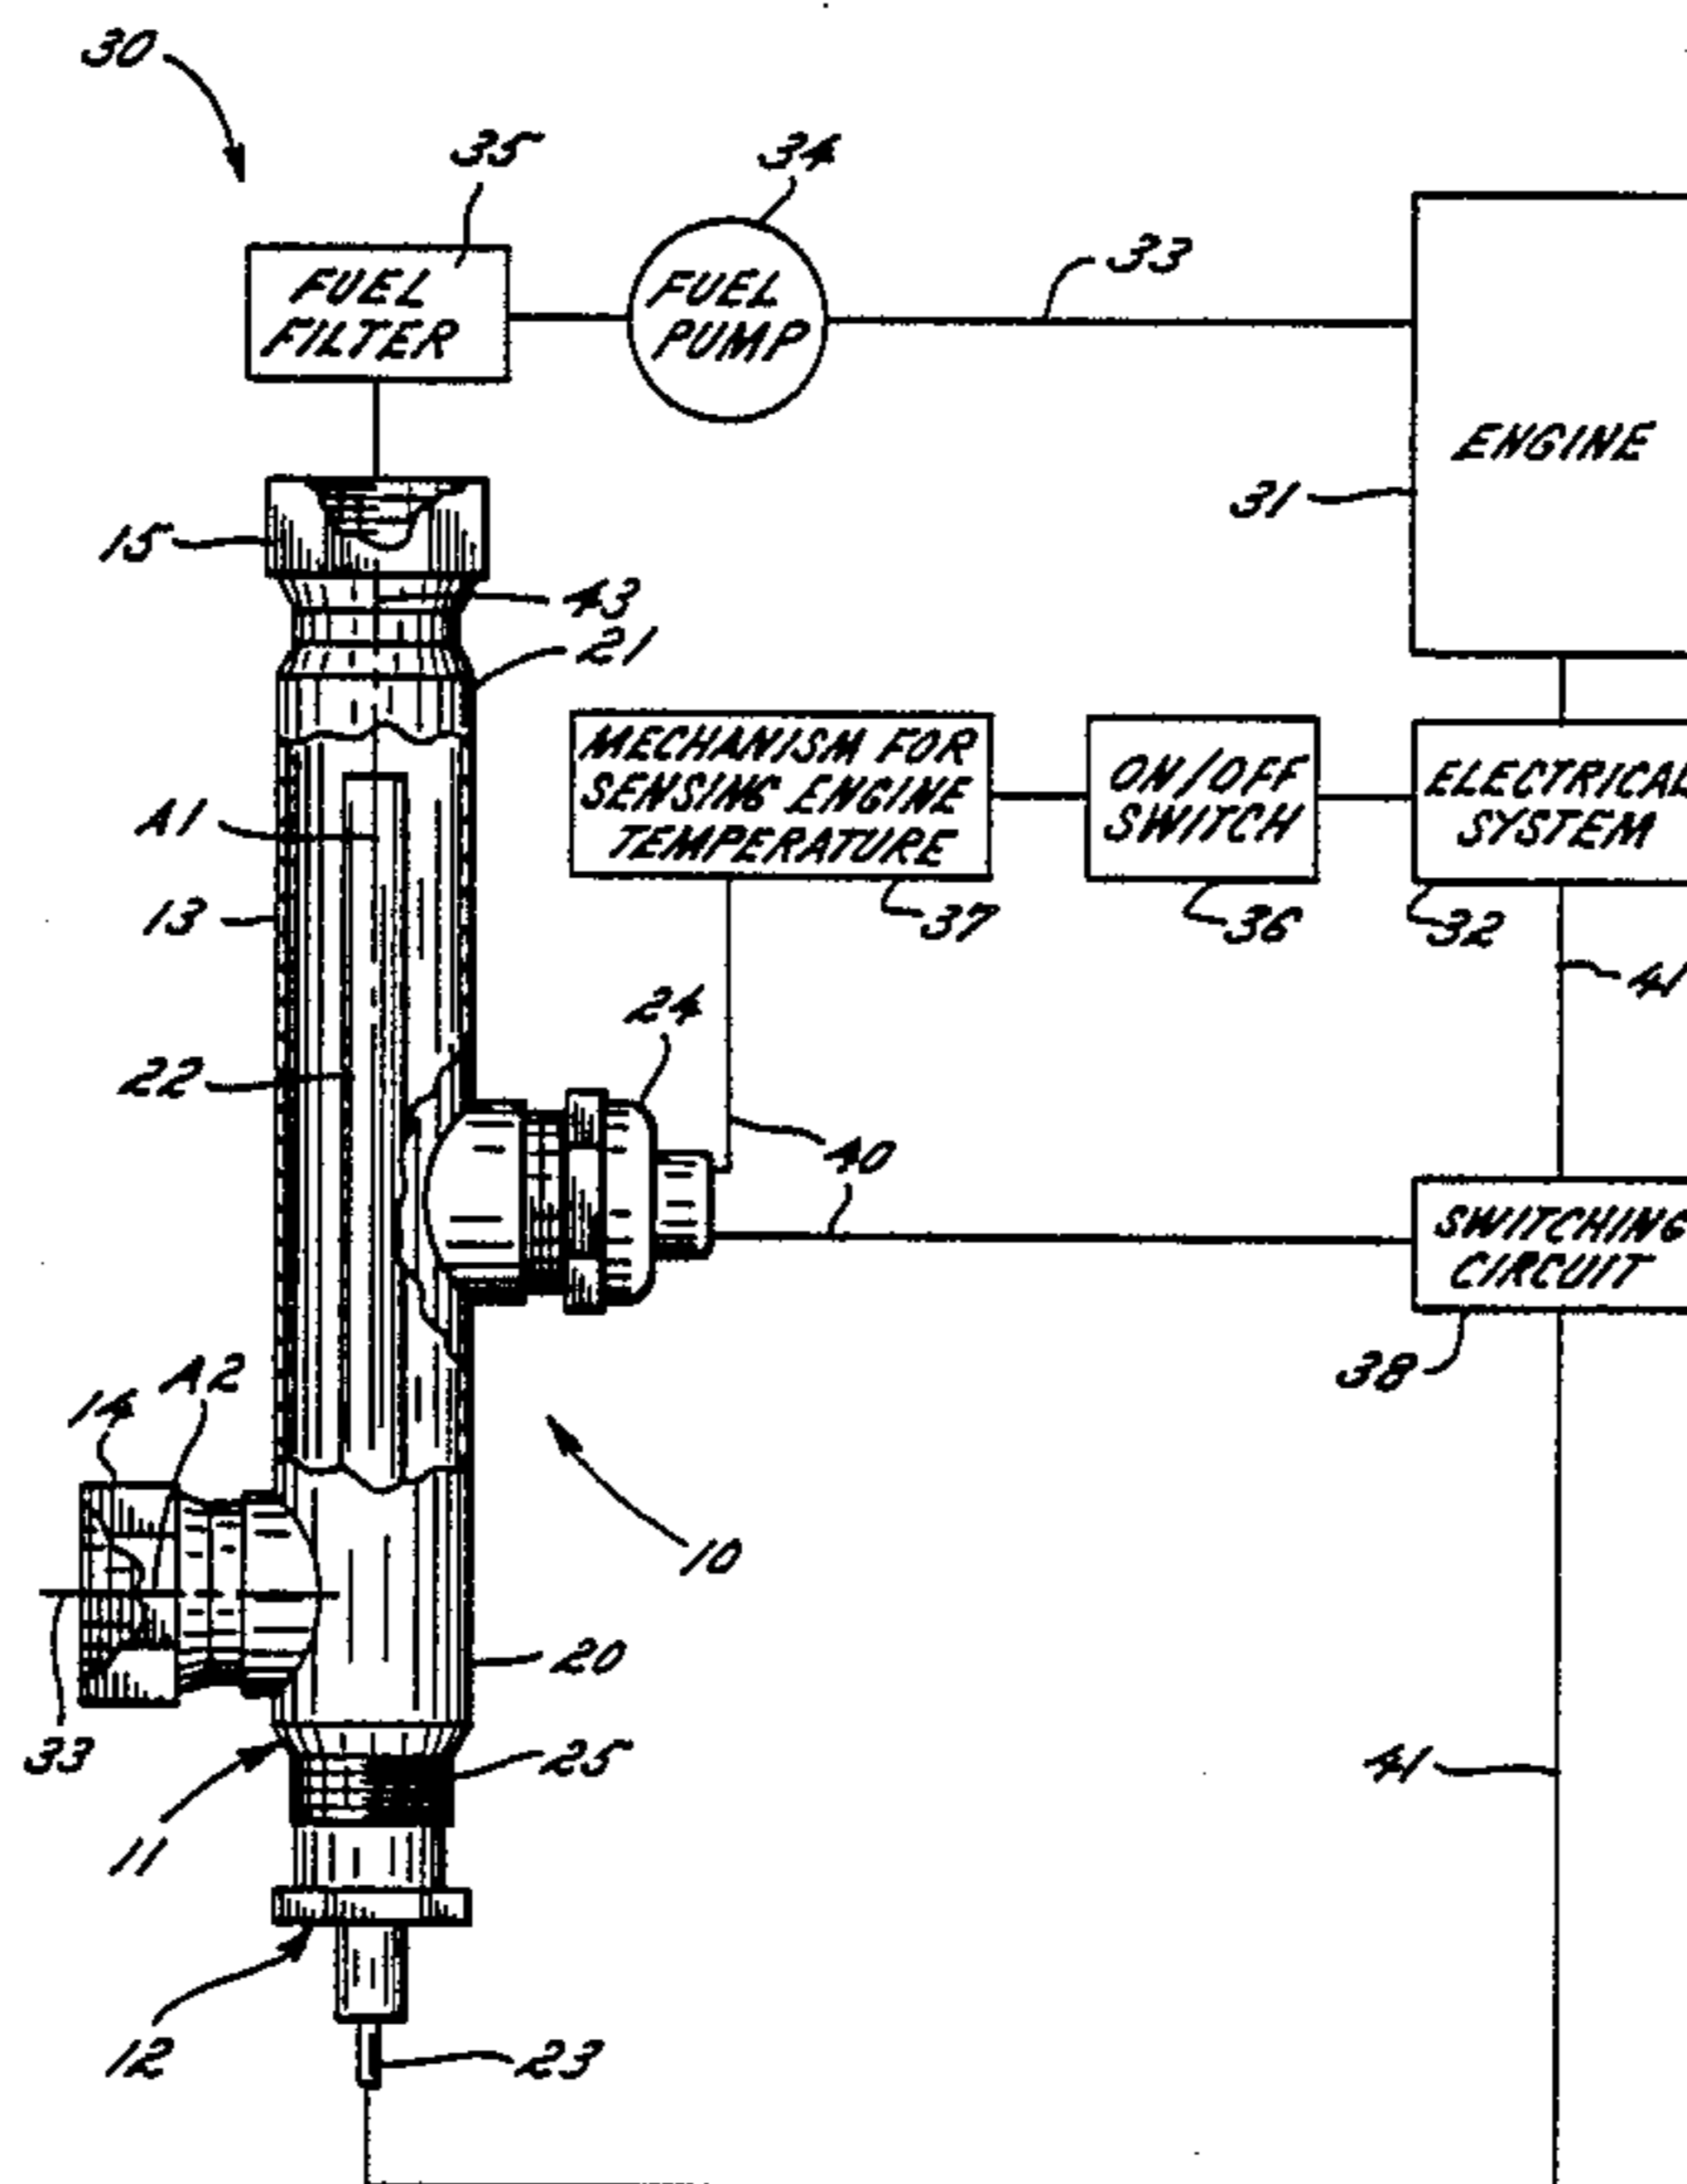 30
35
34
33
FUEL
FILTER
FUEL
PUMP
ENGINE
31
15
43
21
MECHANISM FOR
SENSING ENGINE
TEMPERATURE
ON/OFF
SWITCH
ELECTRICAL
SYSTEM
A1
13
37
36
32
41
24
22
40
SWITCHING
CIRCUIT
38
14
A2
10
20
33
25
41
11
12
23